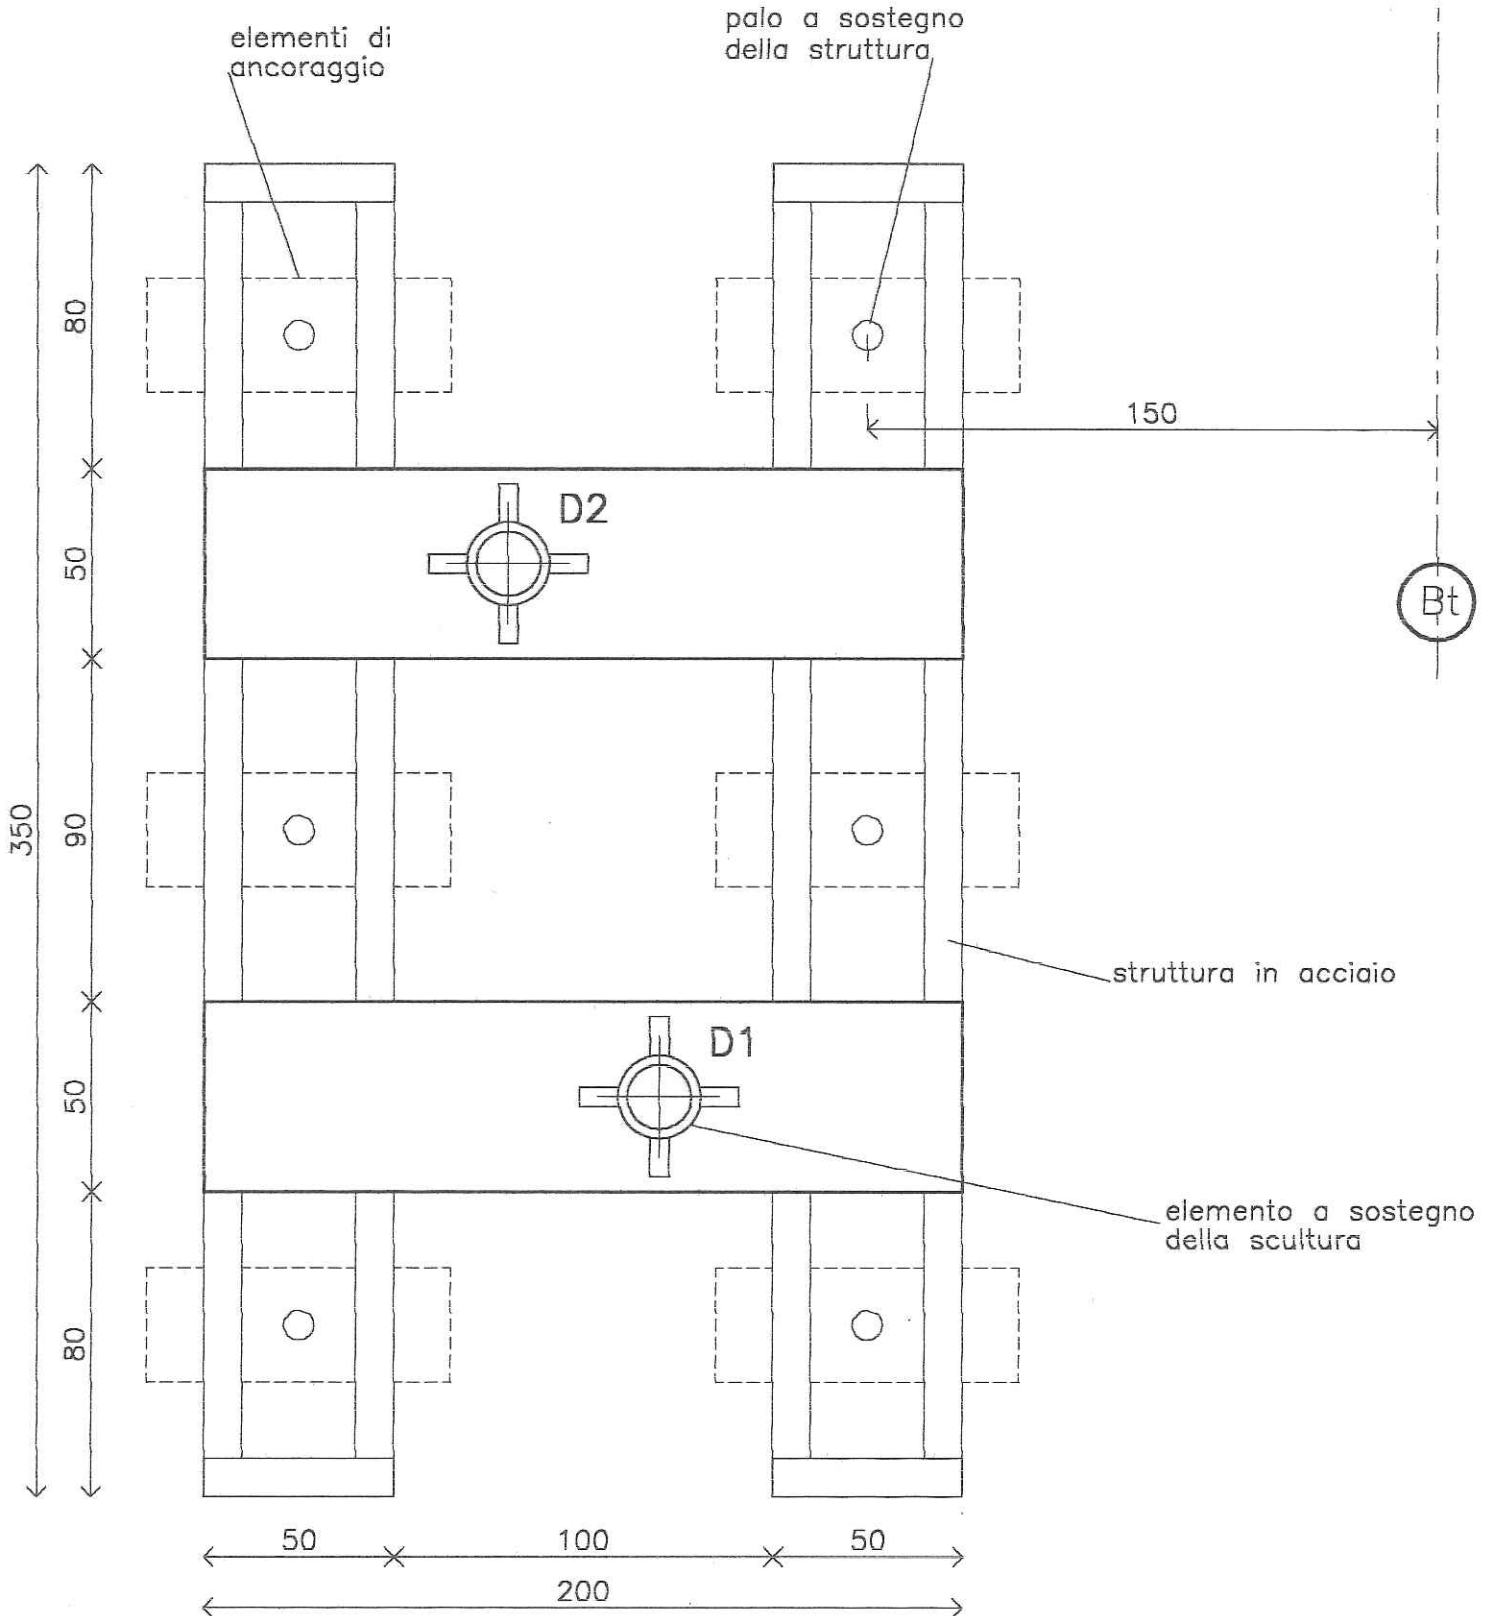 elementi di
ancoraggio
palo a sostegno
della struttura
80
150
D2
50
Bt
350
90
struttura in acciaio
D1
50
elemento a sostegno
della scultura
80
50
100
50
200